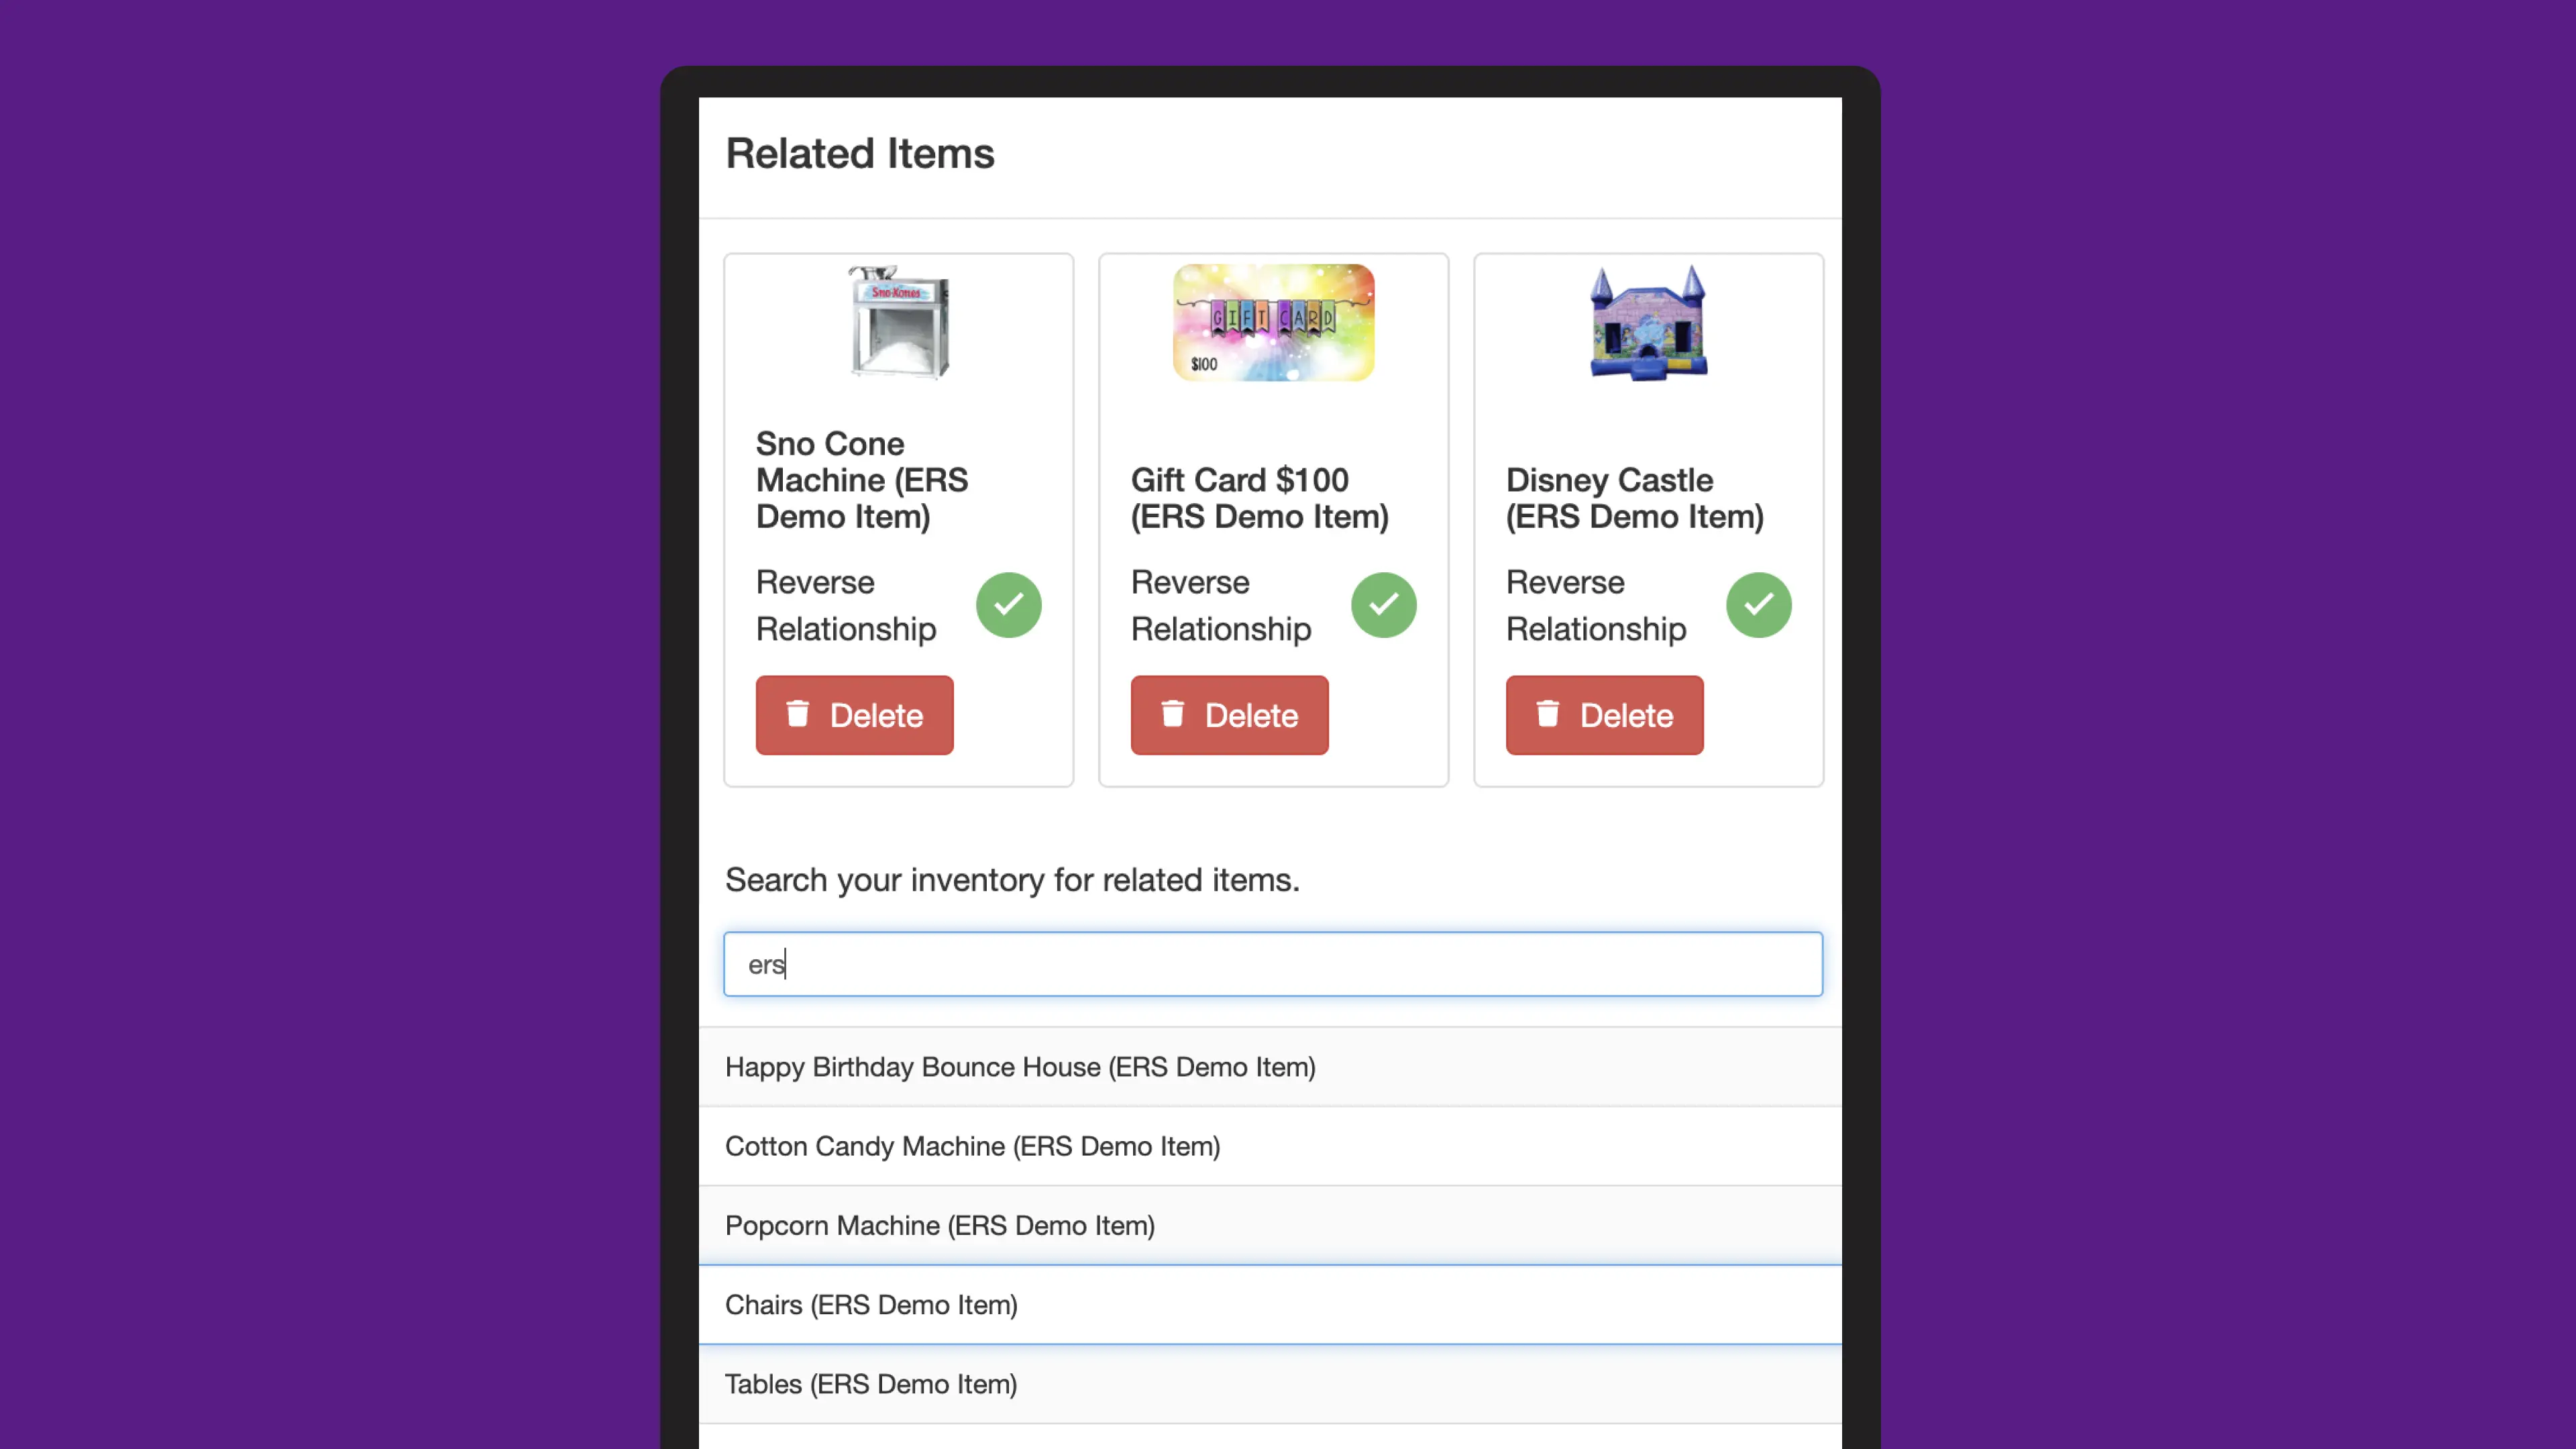 Related Items
Sno-Kones
GIFT CARD
$100
Sno Cone
Machine (ERS
Demo Item)
Reverse
Relationship
Delete
Gift Card $100
(ERS Demo Item)
Reverse
Relationship
Delete
Disney Castle
(ERS Demo Item)
Reverse
Relationship
Delete
Search your inventory for related items.
ers
Happy Birthday Bounce House (ERS Demo Item)
Cotton Candy Machine (ERS Demo Item)
Popcorn Machine (ERS Demo Item)
Chairs (ERS Demo Item)
Tables (ERS Demo Item)